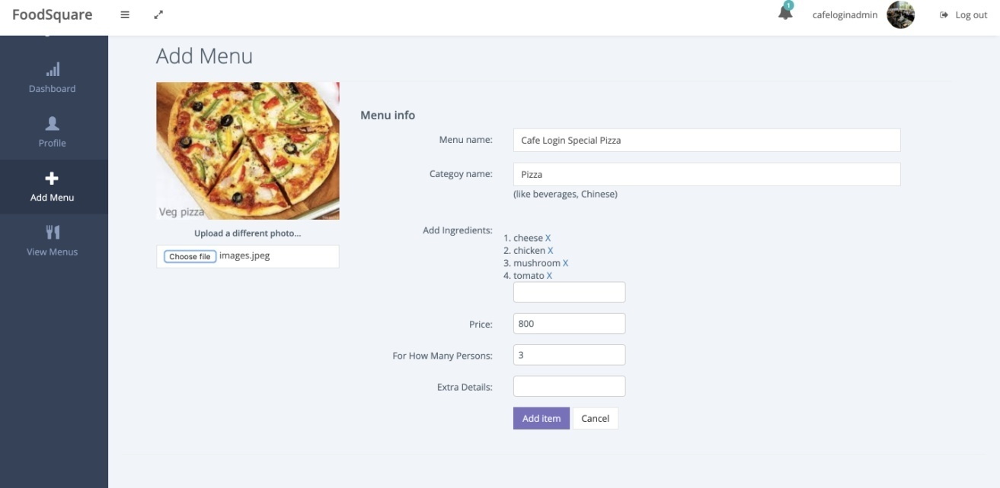 FoodSquare
1
cafeloginadmin
Log out
Dashboard
Profile
Add Menu
View Menus
Add Menu
Veg pizza
Upload a different photo...
Choose file images.jpeg
Menu info
Menu name: Cafe Login Special Pizza
Categoy name: Pizza
(like beverages, Chinese)
Add Ingredients:
1. cheese X
2. chicken X
3. mushroom X
4. tomato X
Price: 800
For How Many Persons: 3
Extra Details:
Add item Cancel